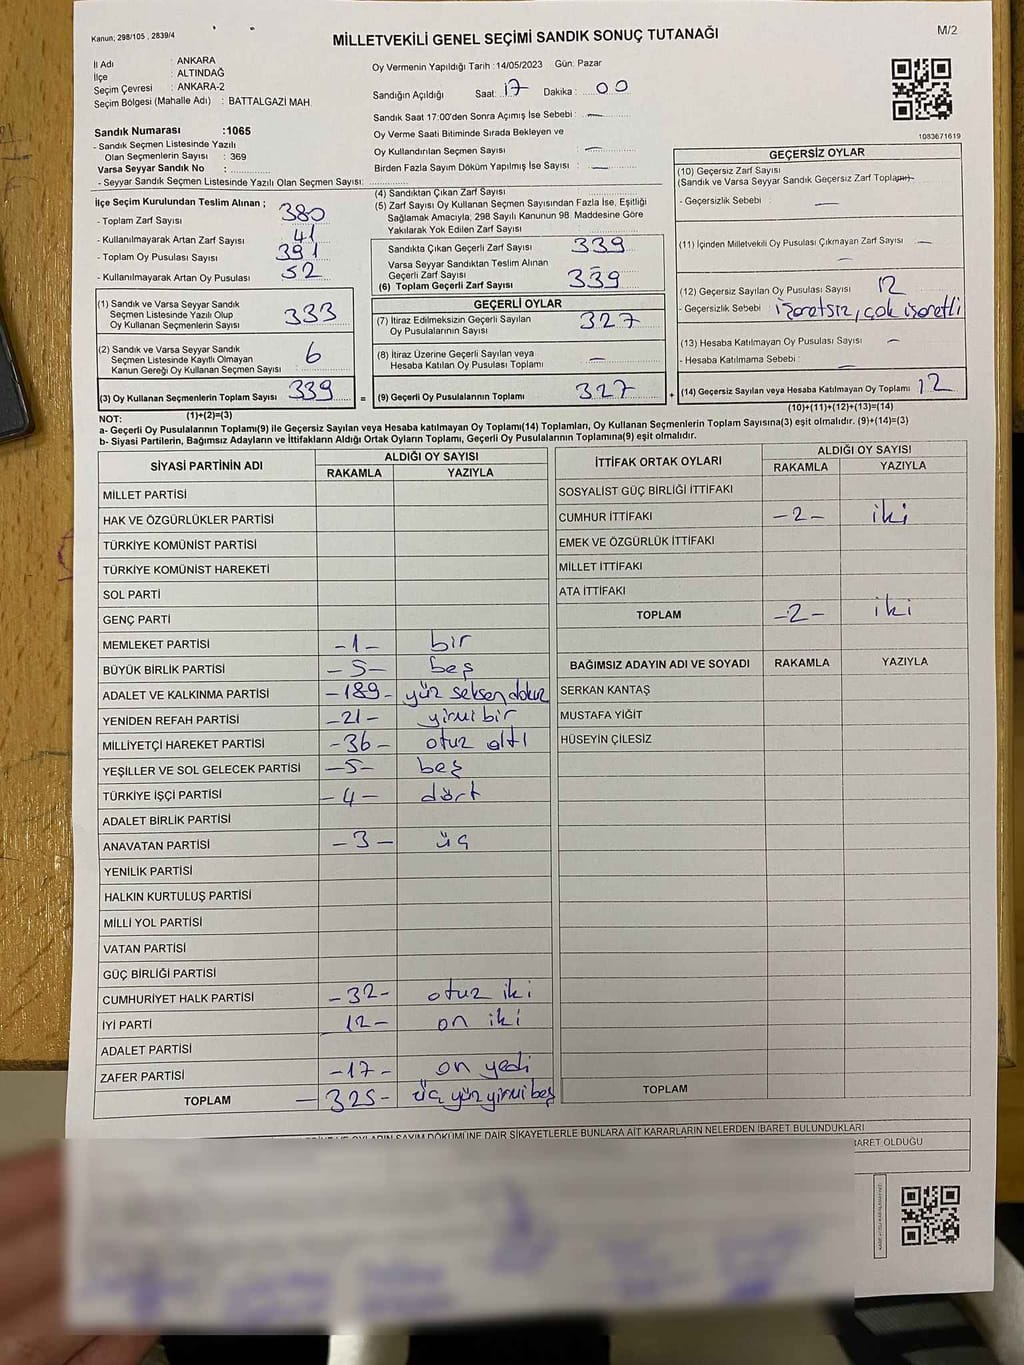 Kanun; 298/105 , 2839/4
MİLLETVEKİLİ GENEL SEÇİMİ SANDIK SONUÇ TUTANAĞI
M/2
İl Adı : ANKARA
İlçe : ALTINDAĞ
Seçim Çevresi : ANKARA-2
Seçim Bölgesi (Mahalle Adı) : BATTALGAZİ MAH.
Sandık Numarası :1065
- Sandık Seçmen Listesinde Yazılı
Olan Seçmenlerin Sayısı : 369
Varsa Seyyar Sandık No :
- Seyyar Sandık Seçmen Listesinde Yazılı Olan Seçmen Sayısı:
İlçe Seçim Kurulundan Teslim Alınan ;
- Toplam Zarf Sayısı 380
- Kullanılmayarak Artan Zarf Sayısı 41
- Toplam Oy Pusulası Sayısı 391
- Kullanılmayarak Artan Oy Pusulası 52
(1) Sandık ve Varsa Seyyar Sandık
Seçmen Listesinde Yazılı Olup
Oy Kullanan Seçmenlerin Sayısı 333
(2) Sandık ve Varsa Seyyar Sandık
Seçmen Listesinde Kayıtlı Olmayan
Kanun Gereği Oy Kullanan Seçmen Sayısı 6
(3) Oy Kullanan Seçmenlerin Toplam Sayısı 339 =
(1)+(2)=(3)
Oy Vermenin Yapıldığı Tarih :14/05/2023 Gün: Pazar
Sandığın Açıldığı Saat: 17 Dakika : 00
Sandık Saat 17:00'den Sonra Açımış İse Sebebi : —
Oy Verme Saati Bitiminde Sırada Bekleyen ve
Oy Kullandırılan Seçmen Sayısı : —
Birden Fazla Sayım Döküm Yapılmış İse Sayısı : —
(4) Sandıktan Çıkan Zarf Sayısı
(5) Zarf Sayısı Oy Kullanan Seçmen Sayısından Fazla İse, Eşitliği
Sağlamak Amacıyla; 298 Sayılı Kanunun 98. Maddesine Göre
Yakılarak Yok Edilen Zarf Sayısı
Sandıkta Çıkan Geçerli Zarf Sayısı 339
Varsa Seyyar Sandıktan Teslim Alınan
Geçerli Zarf Sayısı —
(6) Toplam Geçerli Zarf Sayısı 339
GEÇERLİ OYLAR
(7) İtiraz Edilmeksizin Geçerli Sayılan
Oy Pusulalarının Sayısı 327
(8) İtiraz Üzerine Geçerli Sayılan veya
Hesaba Katılan Oy Pusulası Toplamı —
(9) Geçerli Oy Pusulalarının Toplamı 327 +
1083671619
GEÇERSİZ OYLAR
(10) Geçersiz Zarf Sayısı
(Sandık ve Varsa Seyyar Sandık Geçersiz Zarf Toplamı) —
- Geçersizlik Sebebi : —
(11) İçinden Milletvekili Oy Pusulası Çıkmayan Zarf Sayısı —
(12) Geçersiz Sayılan Oy Pusulası Sayısı 12
- Geçersizlik Sebebi : işaretsiz, çok işaretli
(13) Hesaba Katılmayan Oy Pusulası Sayısı —
- Hesaba Katılmama Sebebi : —
(14) Geçersiz Sayılan veya Hesaba Katılmayan Oy Toplamı 12
(10)+(11)+(12)+(13)=(14)
NOT:
a- Geçerli Oy Pusulalarının Toplamı(9) ile Geçersiz Sayılan veya Hesaba katılmayan Oy Toplamı(14) Toplamları, Oy Kullanan Seçmenlerin Toplam Sayısına(3) eşit olmalıdır. (9)+(14)=(3)
b- Siyasi Partilerin, Bağımsız Adayların ve İttifakların Aldığı Ortak Oyların Toplamı, Geçerli Oy Pusulalarının Toplamına(9) eşit olmalıdır.
SİYASİ PARTİNİN ADI ALDIĞI OY SAYISI
RAKAMLA YAZIYLA
MİLLET PARTİSİ
HAK VE ÖZGÜRLÜKLER PARTİSİ
TÜRKİYE KOMÜNİST PARTİSİ
TÜRKİYE KOMÜNİST HAREKETİ
SOL PARTİ
GENÇ PARTİ
MEMLEKET PARTİSİ -1- bir
BÜYÜK BİRLİK PARTİSİ -5- beş
ADALET VE KALKINMA PARTİSİ -189- yüz seksen dokuz
YENİDEN REFAH PARTİSİ -21- yirmi bir
MİLLİYETÇİ HAREKET PARTİSİ -36- otuz altı
YEŞİLLER VE SOL GELECEK PARTİSİ -5- beş
TÜRKİYE İŞÇİ PARTİSİ -4- dört
ADALET BİRLİK PARTİSİ
ANAVATAN PARTİSİ -3- üç
YENİLİK PARTİSİ
HALKIN KURTULUŞ PARTİSİ
MİLLİ YOL PARTİSİ
VATAN PARTİSİ
GÜÇ BİRLİĞİ PARTİSİ
CUMHURİYET HALK PARTİSİ -32- otuz iki
İYİ PARTİ 12- on iki
ADALET PARTİSİ
ZAFER PARTİSİ -17- on yedi
TOPLAM -325- üç yüz yirmi beş
İTTİFAK ORTAK OYLARI ALDIĞI OY SAYISI
RAKAMLA YAZIYLA
SOSYALİST GÜÇ BİRLİĞİ İTTİFAKI
CUMHUR İTTİFAKI -2- iki
EMEK VE ÖZGÜRLÜK İTTİFAKI
MİLLET İTTİFAKI
ATA İTTİFAKI
TOPLAM -2- iki
BAĞIMSIZ ADAYIN ADI VE SOYADI RAKAMLA YAZIYLA
SERKAN KANTAŞ
MUSTAFA YİĞİT
HÜSEYİN ÇİLESİZ
TOPLAM
OYLARIN SAYIM DÖKÜMÜNE DAİR ŞİKAYETLERLE BUNLARA AİT KARARLARIN NELERDEN İBARET BULUNDUKLARI
İBARET OLDUĞU